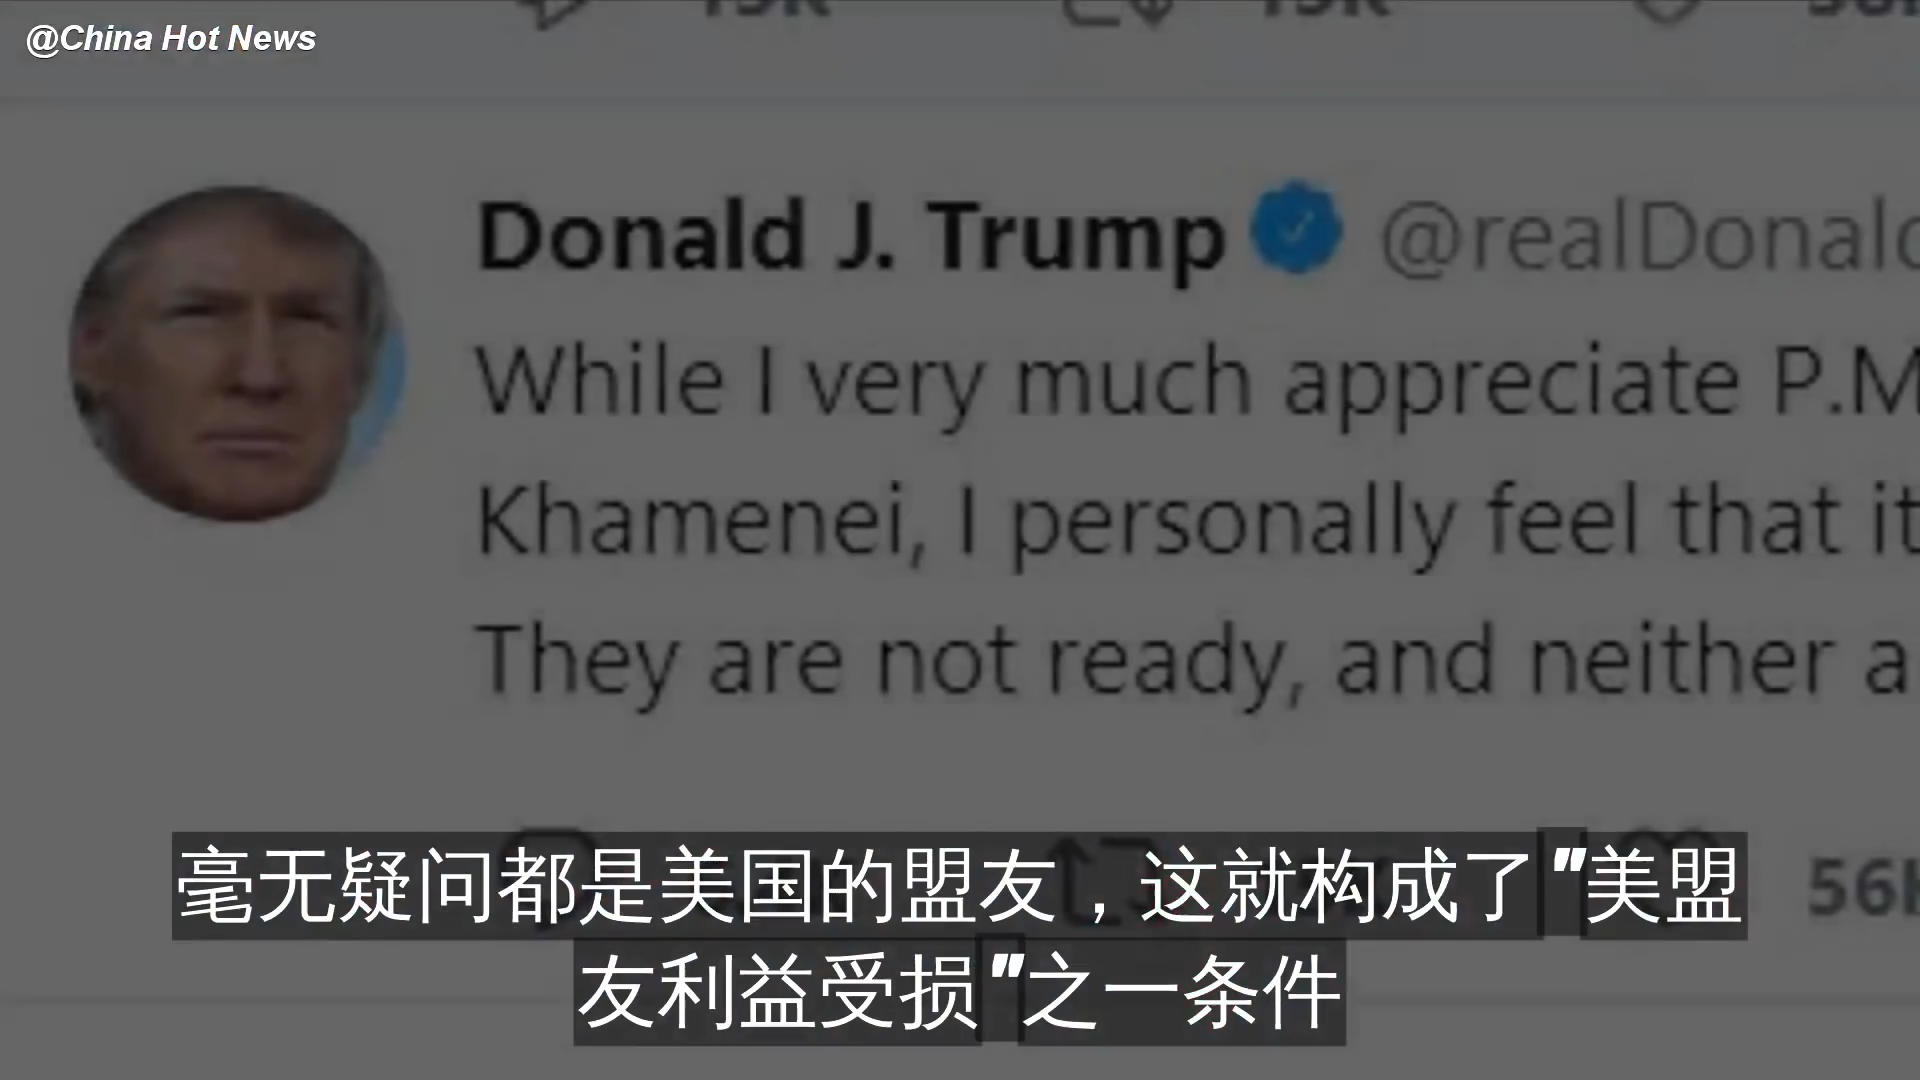 @China Hot News
Donald J. Trump @realDonald
While I very much appreciate P.M
Khamenei, I personally feel that it
They are not ready, and neither a
56K
毫无疑问都是美国的盟友，这就构成了"美盟
友利益受损"之一条件